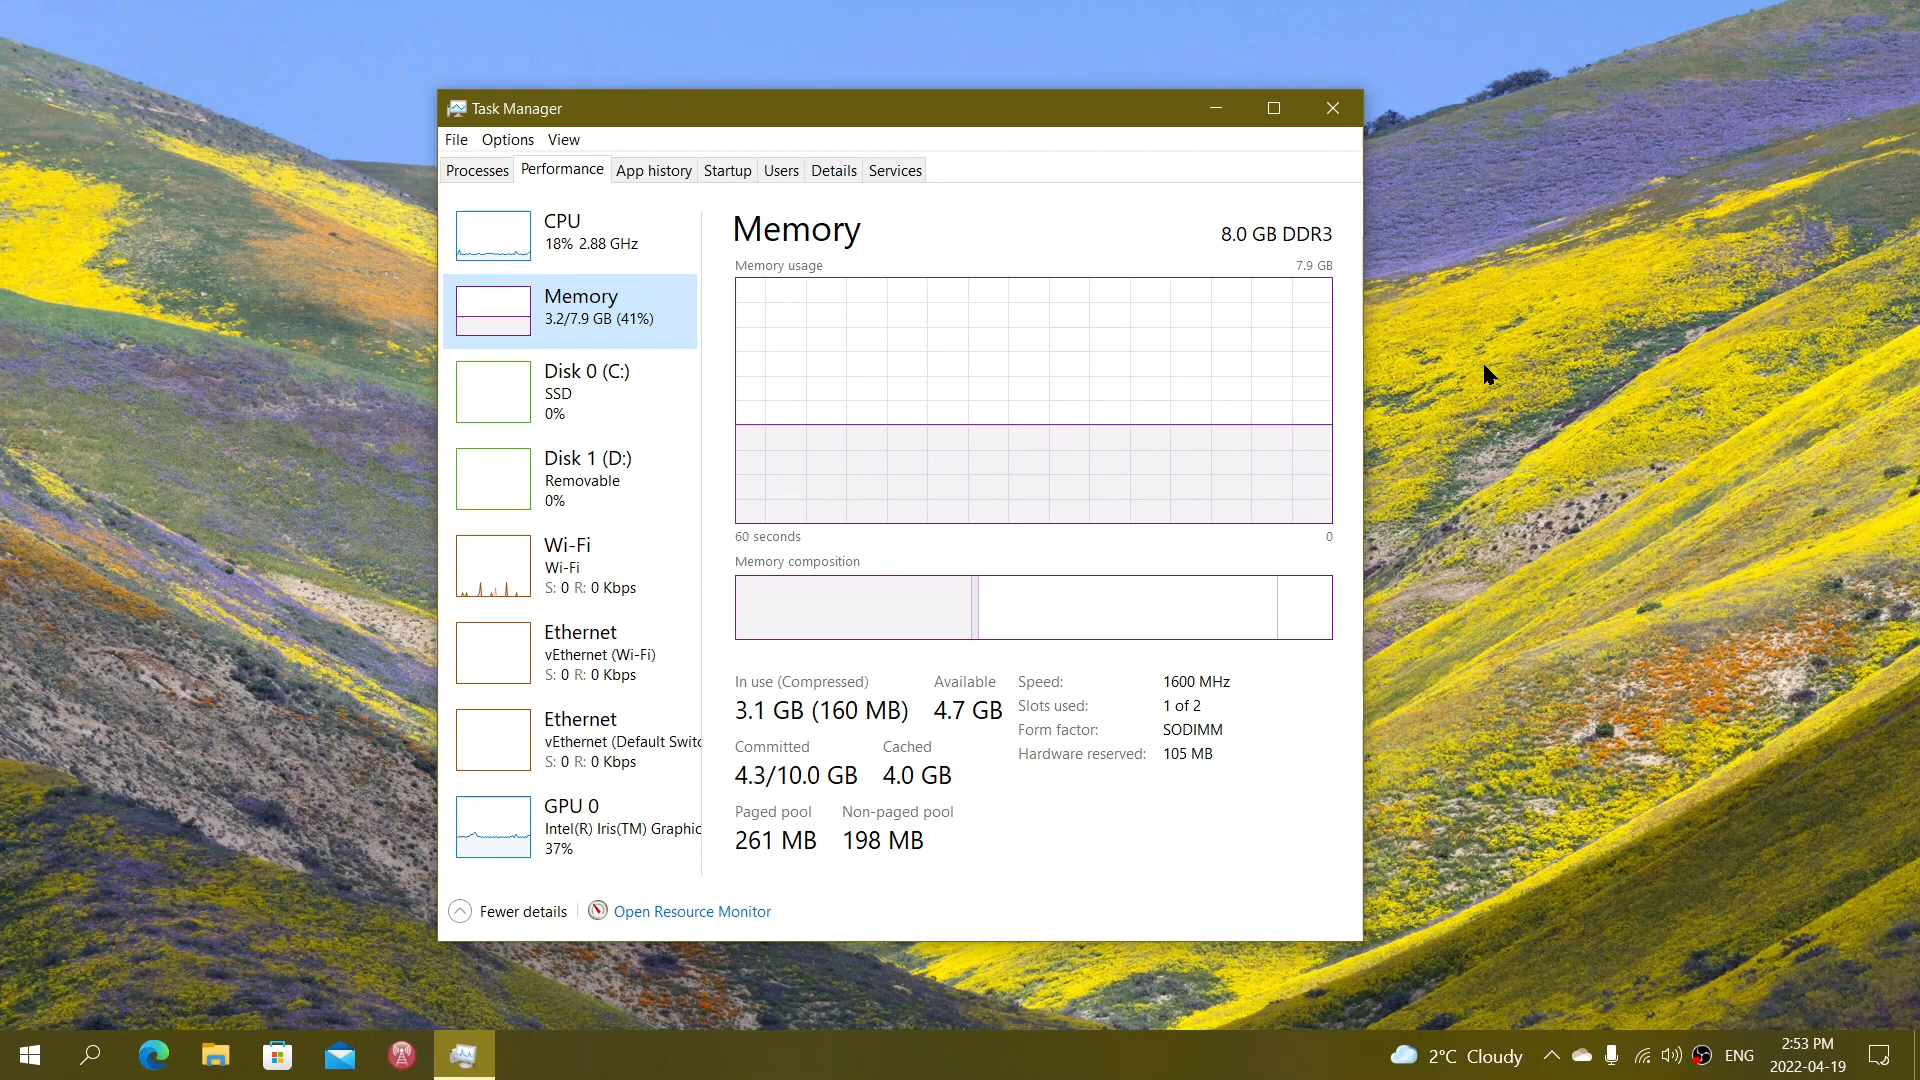 Task Manager
File Options View
Processes Performance App history Startup Users Details Services
CPU
18% 2.88 GHz
Memory
3.2/7.9 GB (41%)
Disk 0 (C:)
SSD
0%
Disk 1 (D:)
Removable
0%
Wi-Fi
Wi-Fi
S: 0 R: 0 Kbps
Ethernet
vEthernet (Wi-Fi)
S: 0 R: 0 Kbps
Ethernet
vEthernet (Default Switc
S: 0 R: 0 Kbps
GPU 0
Intel(R) Iris(TM) Graphic
37%
Memory 8.0 GB DDR3
Memory usage 7.9 GB
60 seconds 0
Memory composition
In use (Compressed) Available
3.1 GB (160 MB) 4.7 GB
Committed Cached
4.3/10.0 GB 4.0 GB
Paged pool Non-paged pool
261 MB 198 MB
Speed: 1600 MHz
Slots used: 1 of 2
Form factor: SODIMM
Hardware reserved: 105 MB
Fewer details Open Resource Monitor
2°C Cloudy ENG
2:53 PM
2022-04-19